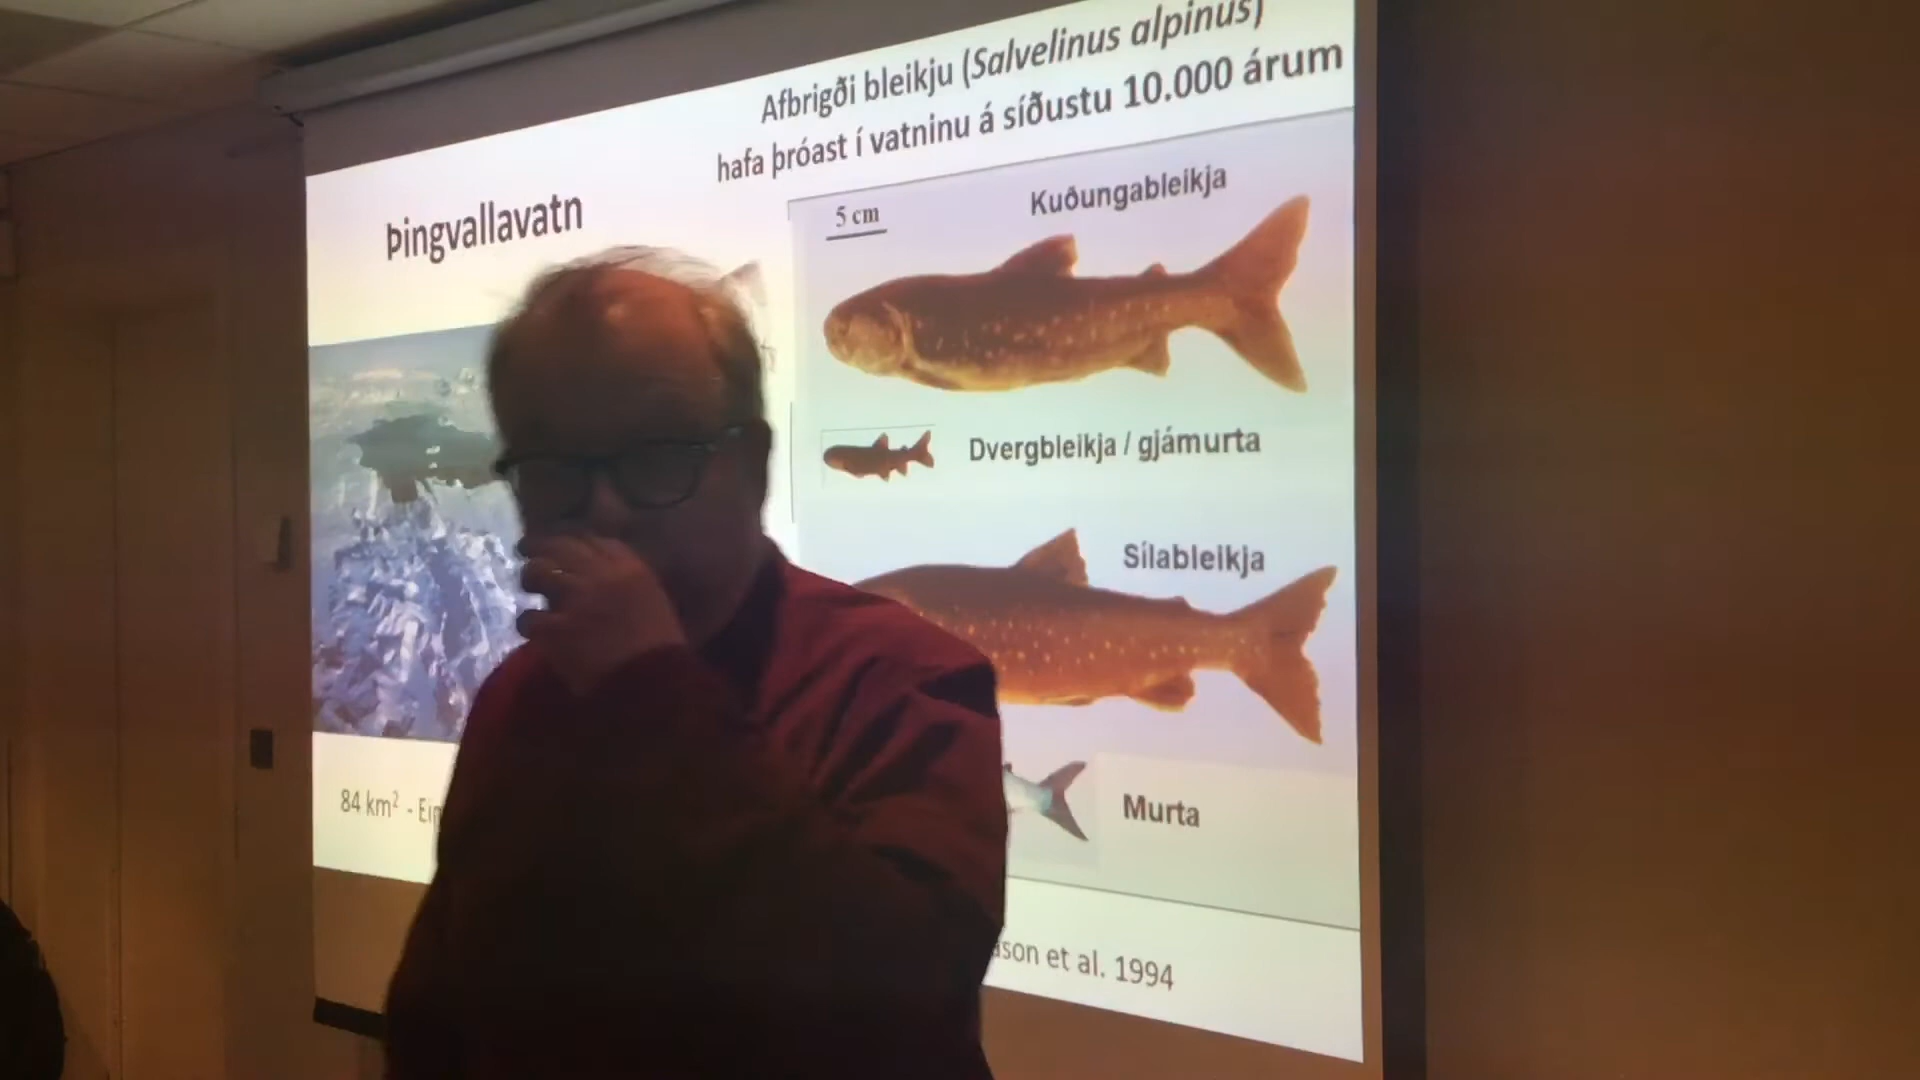 Afbrigði bleikju (Salvelinus alpinus)
hafa þróast í vatninu á síðustu 10.000 árum
Þingvallavatn
5 cm
Kuðungableikja
Dvergbleikja / gjámurta
Sílableikja
Murta
84 km² -
et al. 1994